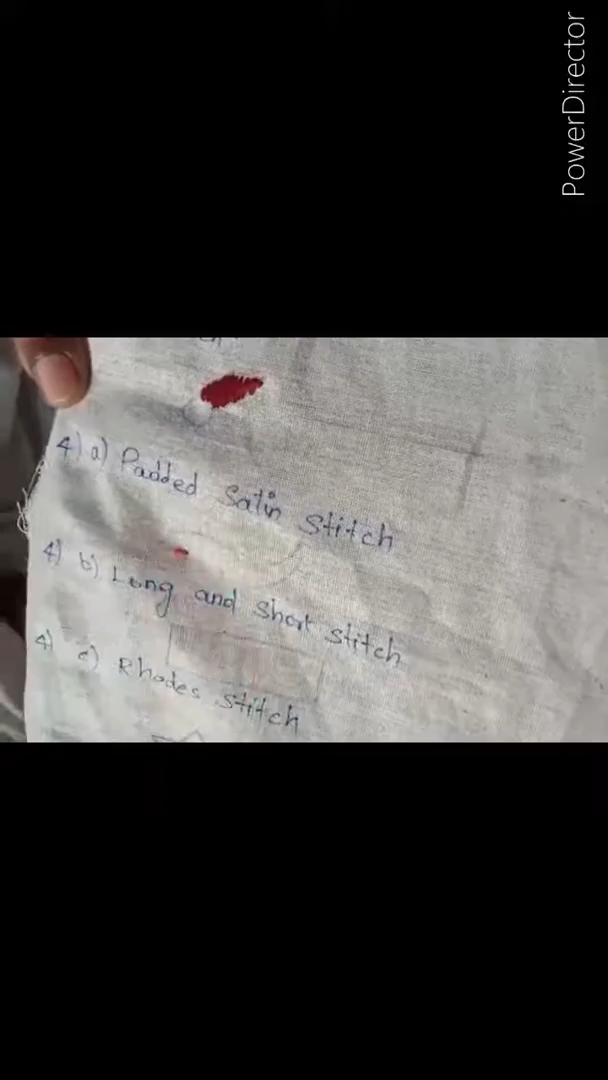 PowerDirector
4) a) Padded Satin Stitch
4) b) Long and Short stitch
4) c) Rhodes Stitch